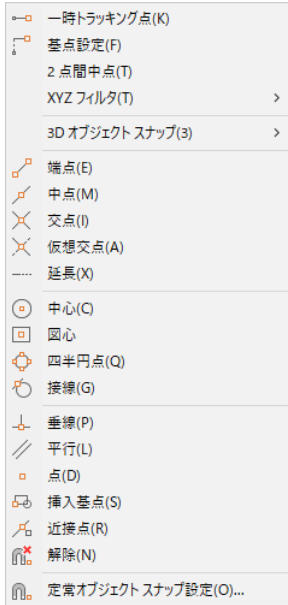 一時トラッキング点(K)
基点設定(F)
2 点間中点(T)
XYZ フィルタ(T)
3D オブジェクト スナップ(3)
端点(E)
中点(M)
交点(I)
仮想交点(A)
延長(X)
中心(C)
図心
四半円点(Q)
接線(G)
垂線(P)
平行(L)
点(D)
挿入基点(S)
近接点(R)
解除(N)
定常オブジェクト スナップ設定(O)...